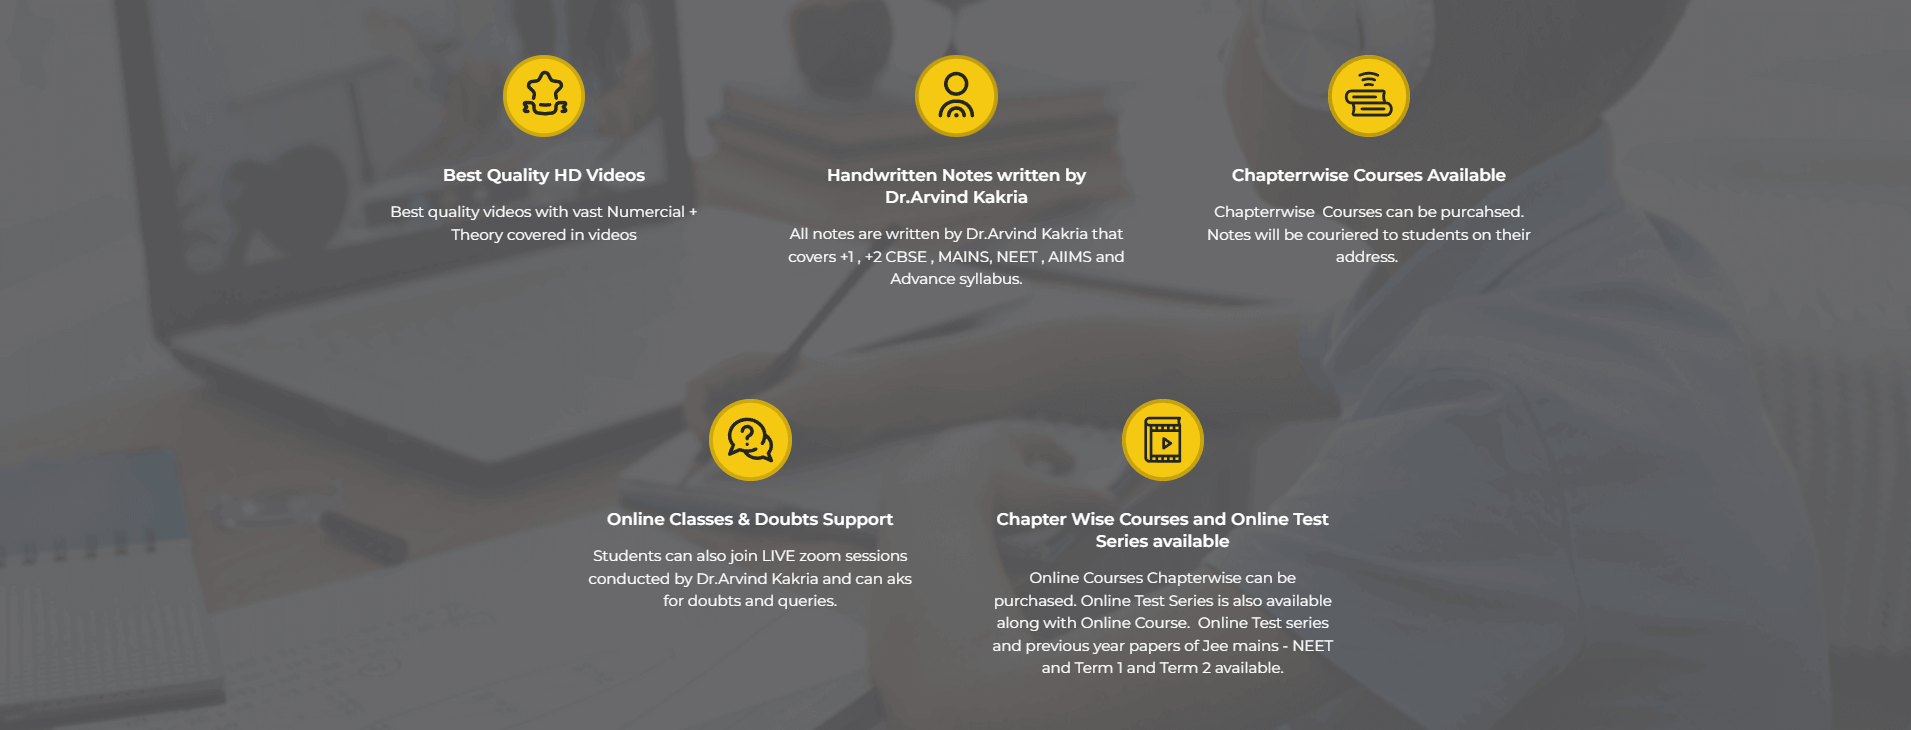 Best Quality HD Videos
Best quality videos with vast Numercial +
Theory covered in videos
Handwritten Notes written by
Dr.Arvind Kakria
All notes are written by Dr.Arvind Kakria that
covers +1 , +2 CBSE , MAINS, NEET , AIIMS and
Advance syllabus.
Chapterrwise Courses Available
Chapterrwise  Courses can be purcahsed.
Notes will be couriered to students on their
address.
Online Classes & Doubts Support
Students can also join LIVE zoom sessions
conducted by Dr.Arvind Kakria and can aks
for doubts and queries.
Chapter Wise Courses and Online Test
Series available
Online Courses Chapterwise can be
purchased. Online Test Series is also available
along with Online Course.  Online Test series
and previous year papers of Jee mains - NEET
and Term 1 and Term 2 available.